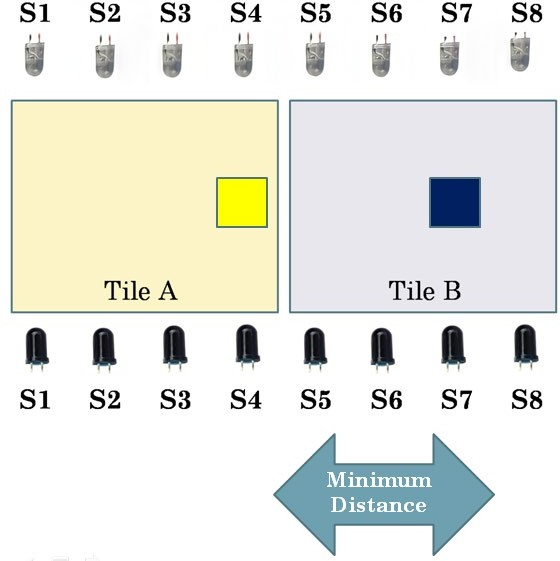 S1 S2 S3 S4 S5 S6 S7 S8
Tile A
Tile B
S1 S2 S3 S4 S5 S6 S7 S8
Minimum
Distance